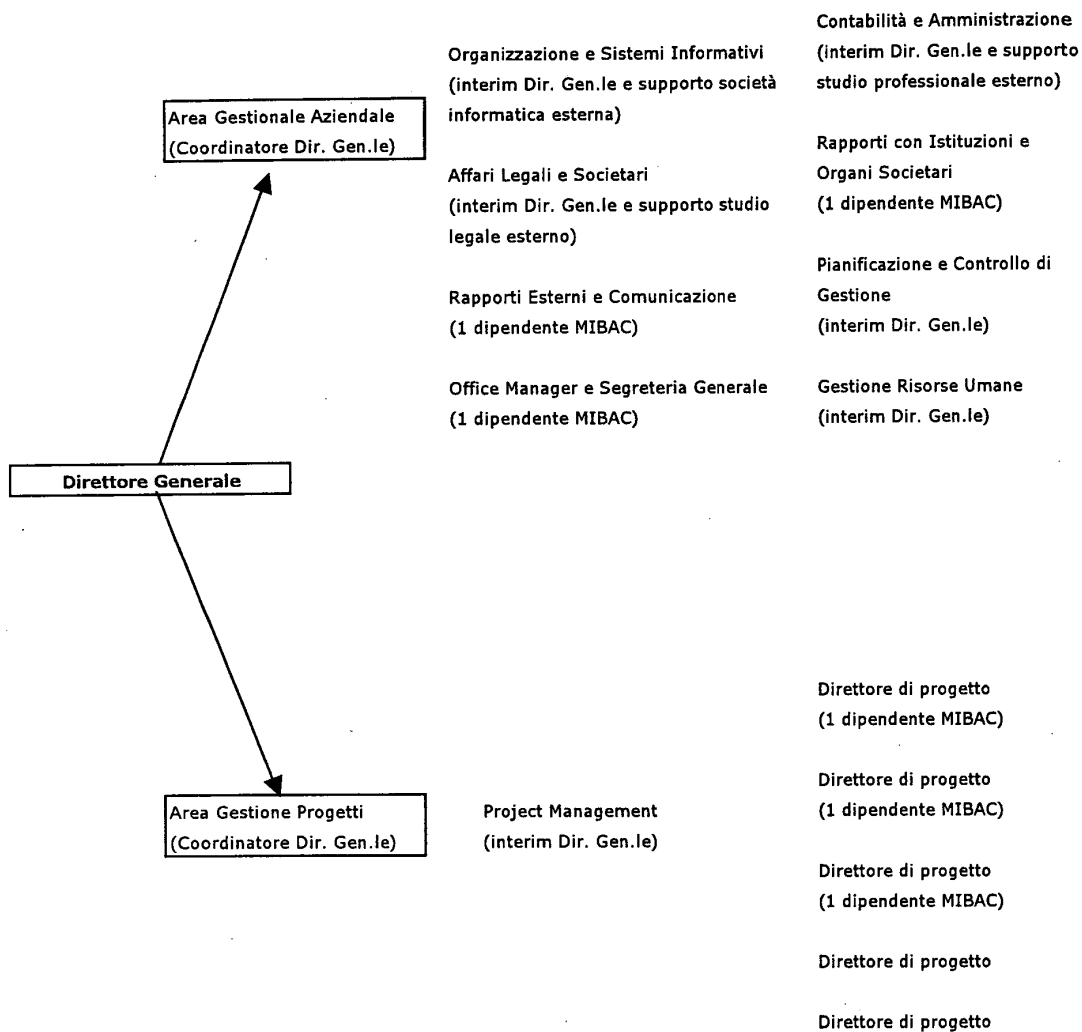 Contabilità e Amministrazione
(interim Dir. Gen.le e supporto
studio professionale esterno)
Organizzazione e Sistemi Informativi
(interim Dir. Gen.le e supporto società
informatica esterna)
Area Gestionale Aziendale
(Coordinatore Dir. Gen.le)
Rapporti con Istituzioni e
Organi Societari
(1 dipendente MIBAC)
Affari Legali e Societari
(interim Dir. Gen.le e supporto studio
legale esterno)
Pianificazione e Controllo di
Gestione
(interim Dir. Gen.le)
Rapporti Esterni e Comunicazione
(1 dipendente MIBAC)
Office Manager e Segreteria Generale
(1 dipendente MIBAC)
Gestione Risorse Umane
(interim Dir. Gen.le)
Direttore Generale
Area Gestione Progetti
(Coordinatore Dir. Gen.le)
Project Management
(interim Dir. Gen.le)
Direttore di progetto
(1 dipendente MIBAC)
Direttore di progetto
(1 dipendente MIBAC)
Direttore di progetto
(1 dipendente MIBAC)
Direttore di progetto
Direttore di progetto